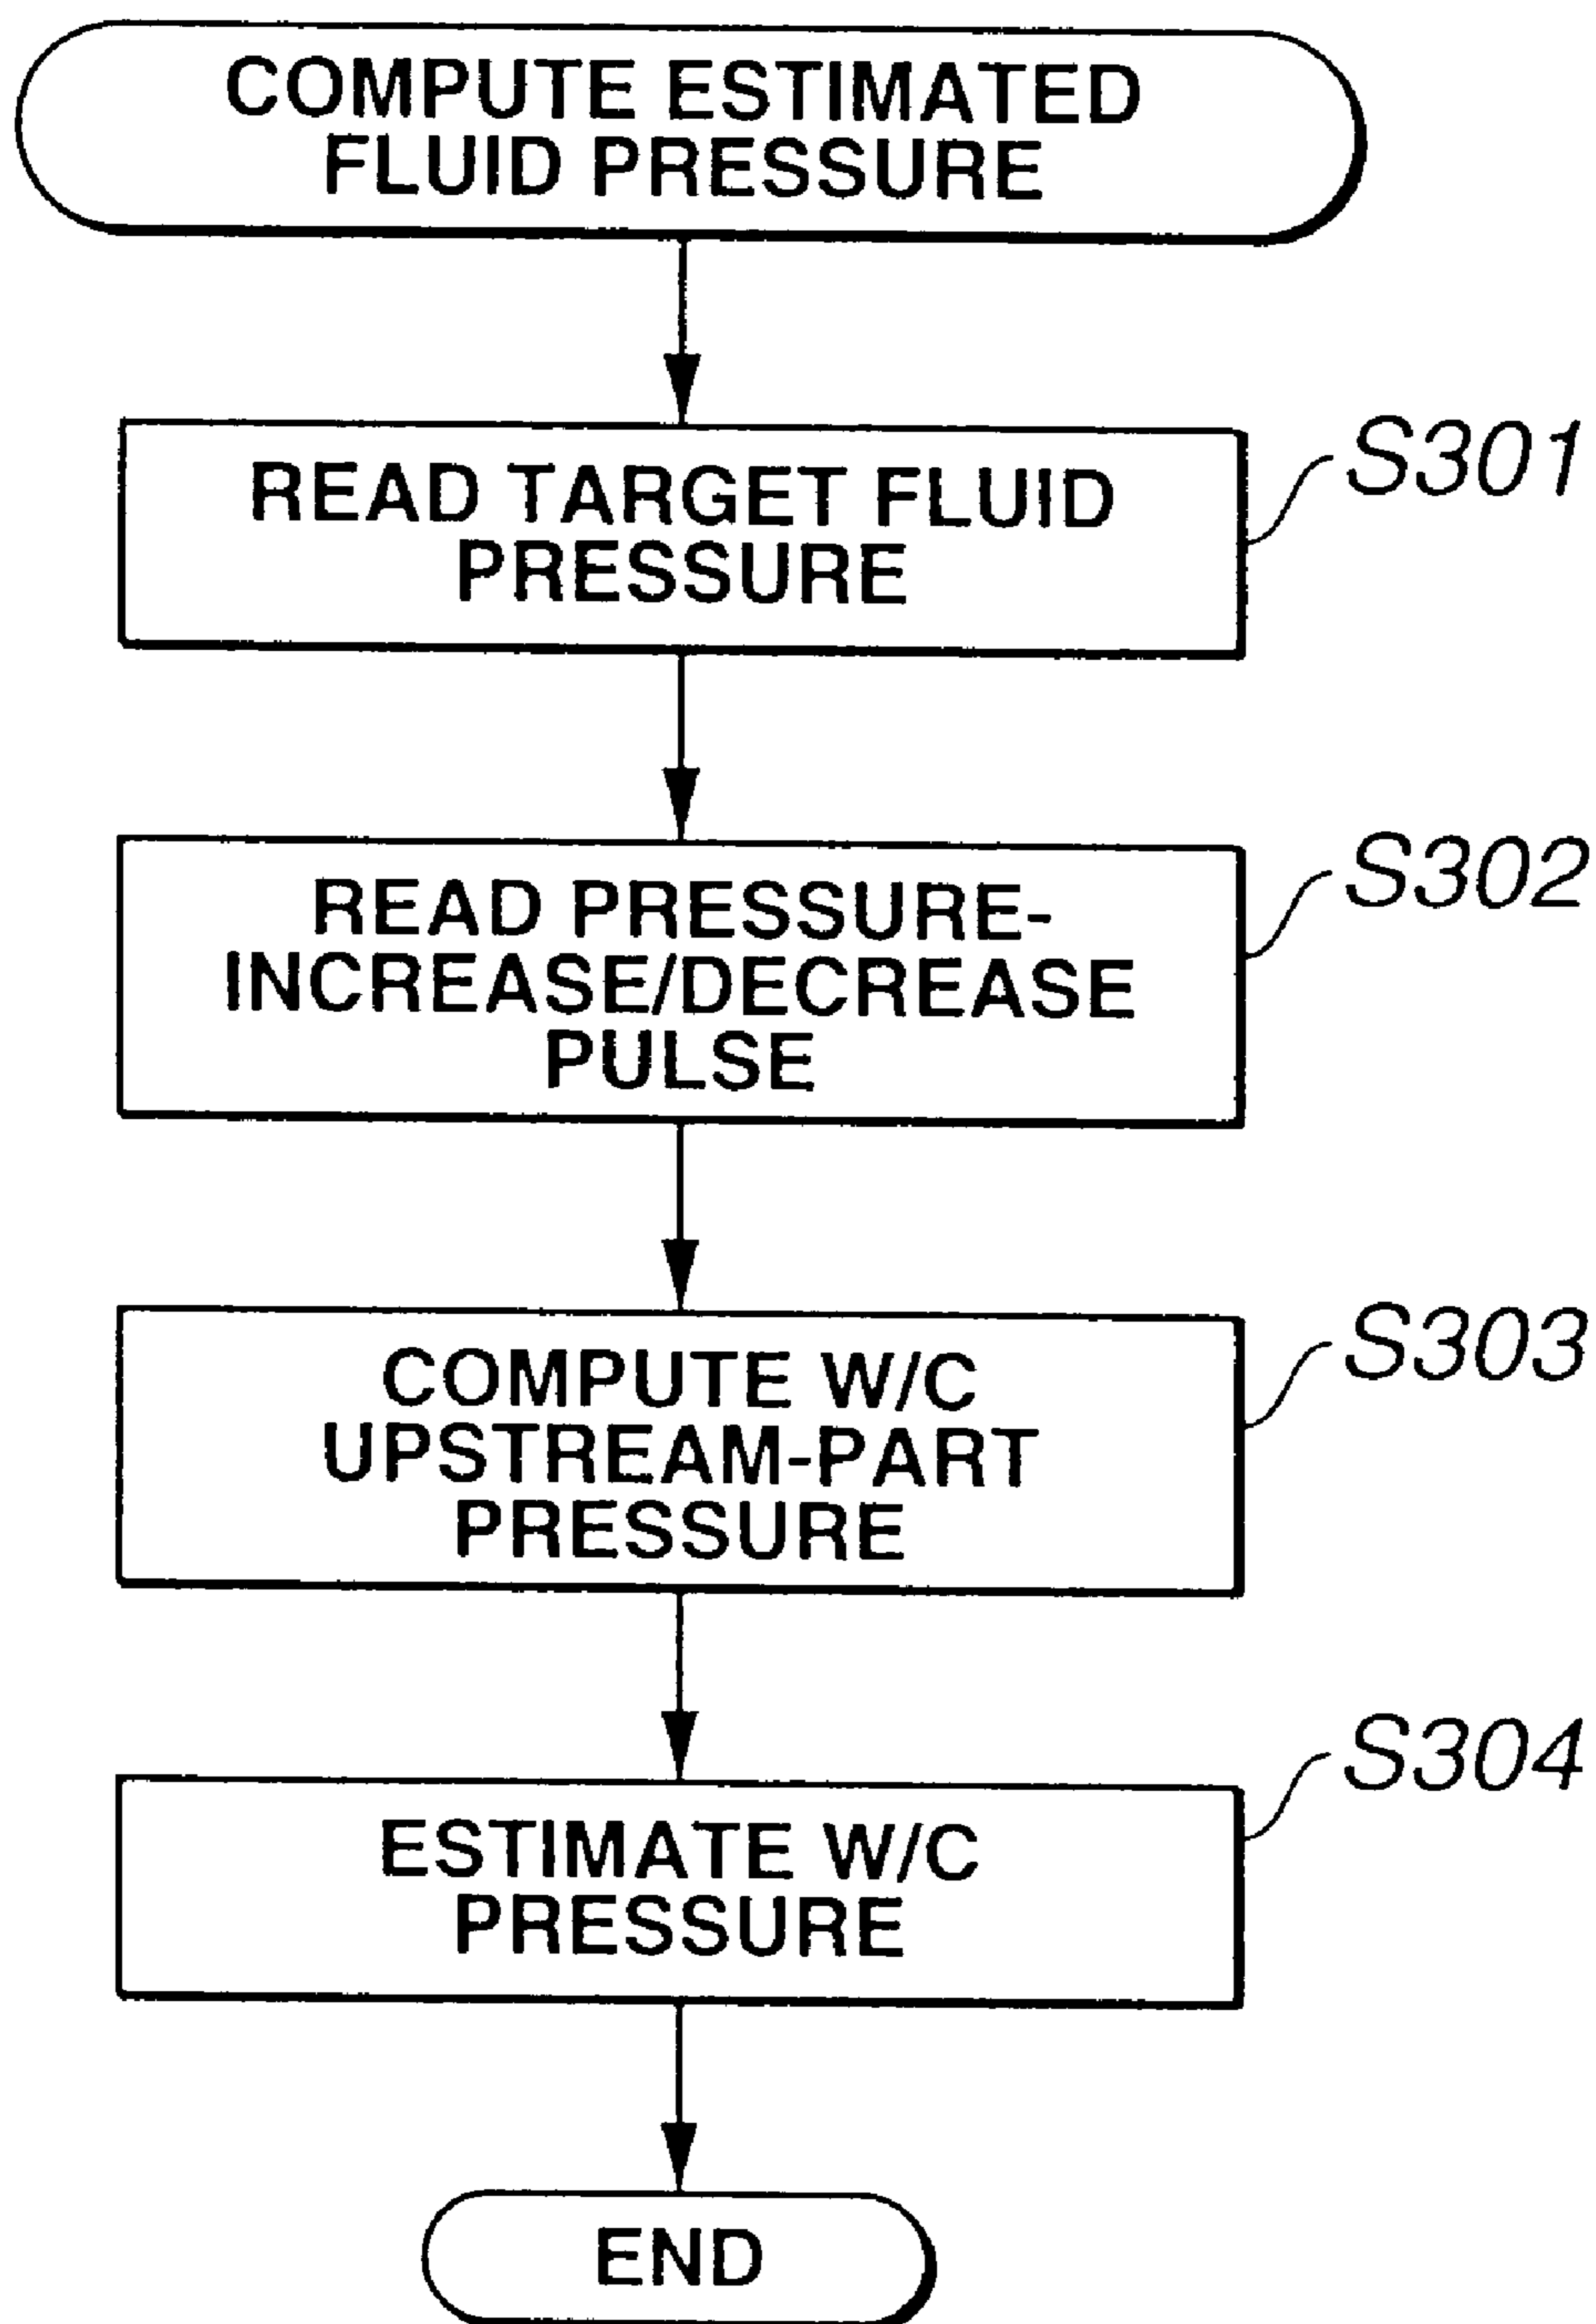 COMPUTE ESTIMATED
FLUID PRESSURE
READ TARGET FLUID
PRESSURE
S301
READ PRESSURE-
INCREASE/DECREASE
PULSE
S302
COMPUTE W/C
UPSTREAM-PART
PRESSURE
S303
ESTIMATE W/C
PRESSURE
S304
END